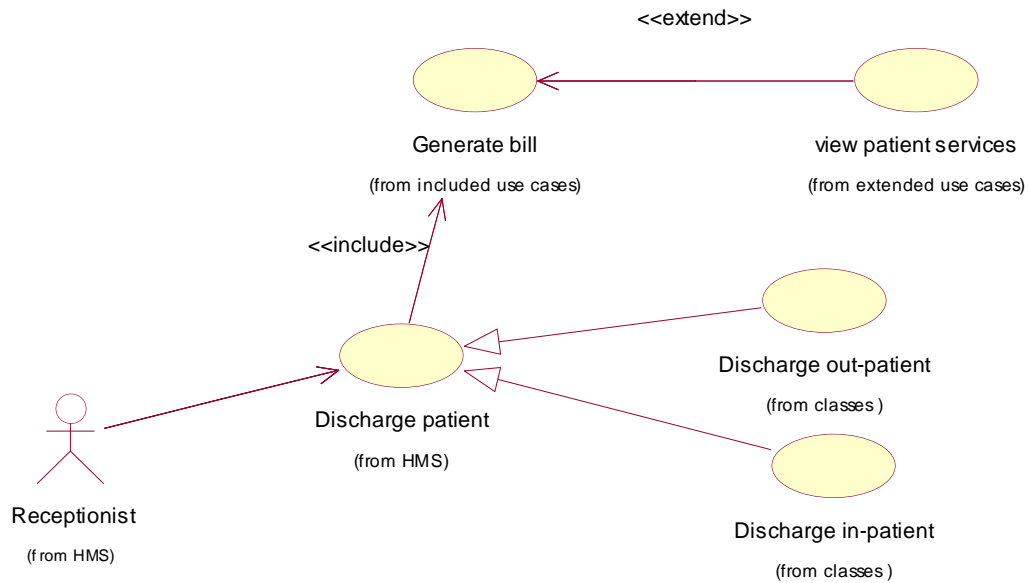 <<extend>>
Generate bill
(from included use cases)
view patient services
(from extended use cases)
<<include>>
Discharge out-patient
(from classes)
Discharge patient
(from HMS)
Discharge in-patient
(from classes)
Receptionist
(from HMS)